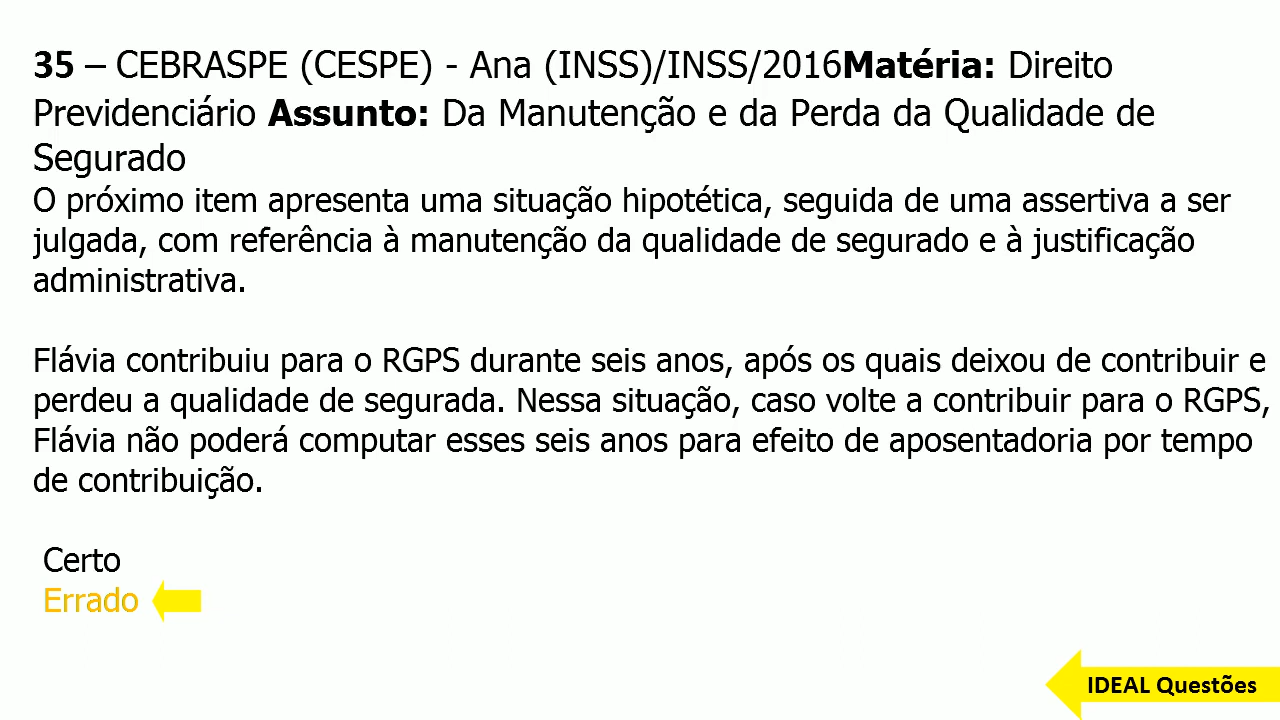 35 – CEBRASPE (CESPE) - Ana (INSS)/INSS/2016Matéria: Direito
Previdenciário Assunto: Da Manutenção e da Perda da Qualidade de
Segurado
O próximo item apresenta uma situação hipotética, seguida de uma assertiva a ser
julgada, com referência à manutenção da qualidade de segurado e à justificação
administrativa.
Flávia contribuiu para o RGPS durante seis anos, após os quais deixou de contribuir e
perdeu a qualidade de segurada. Nessa situação, caso volte a contribuir para o RGPS,
Flávia não poderá computar esses seis anos para efeito de aposentadoria por tempo
de contribuição.
Certo
Errado
IDEAL Questões